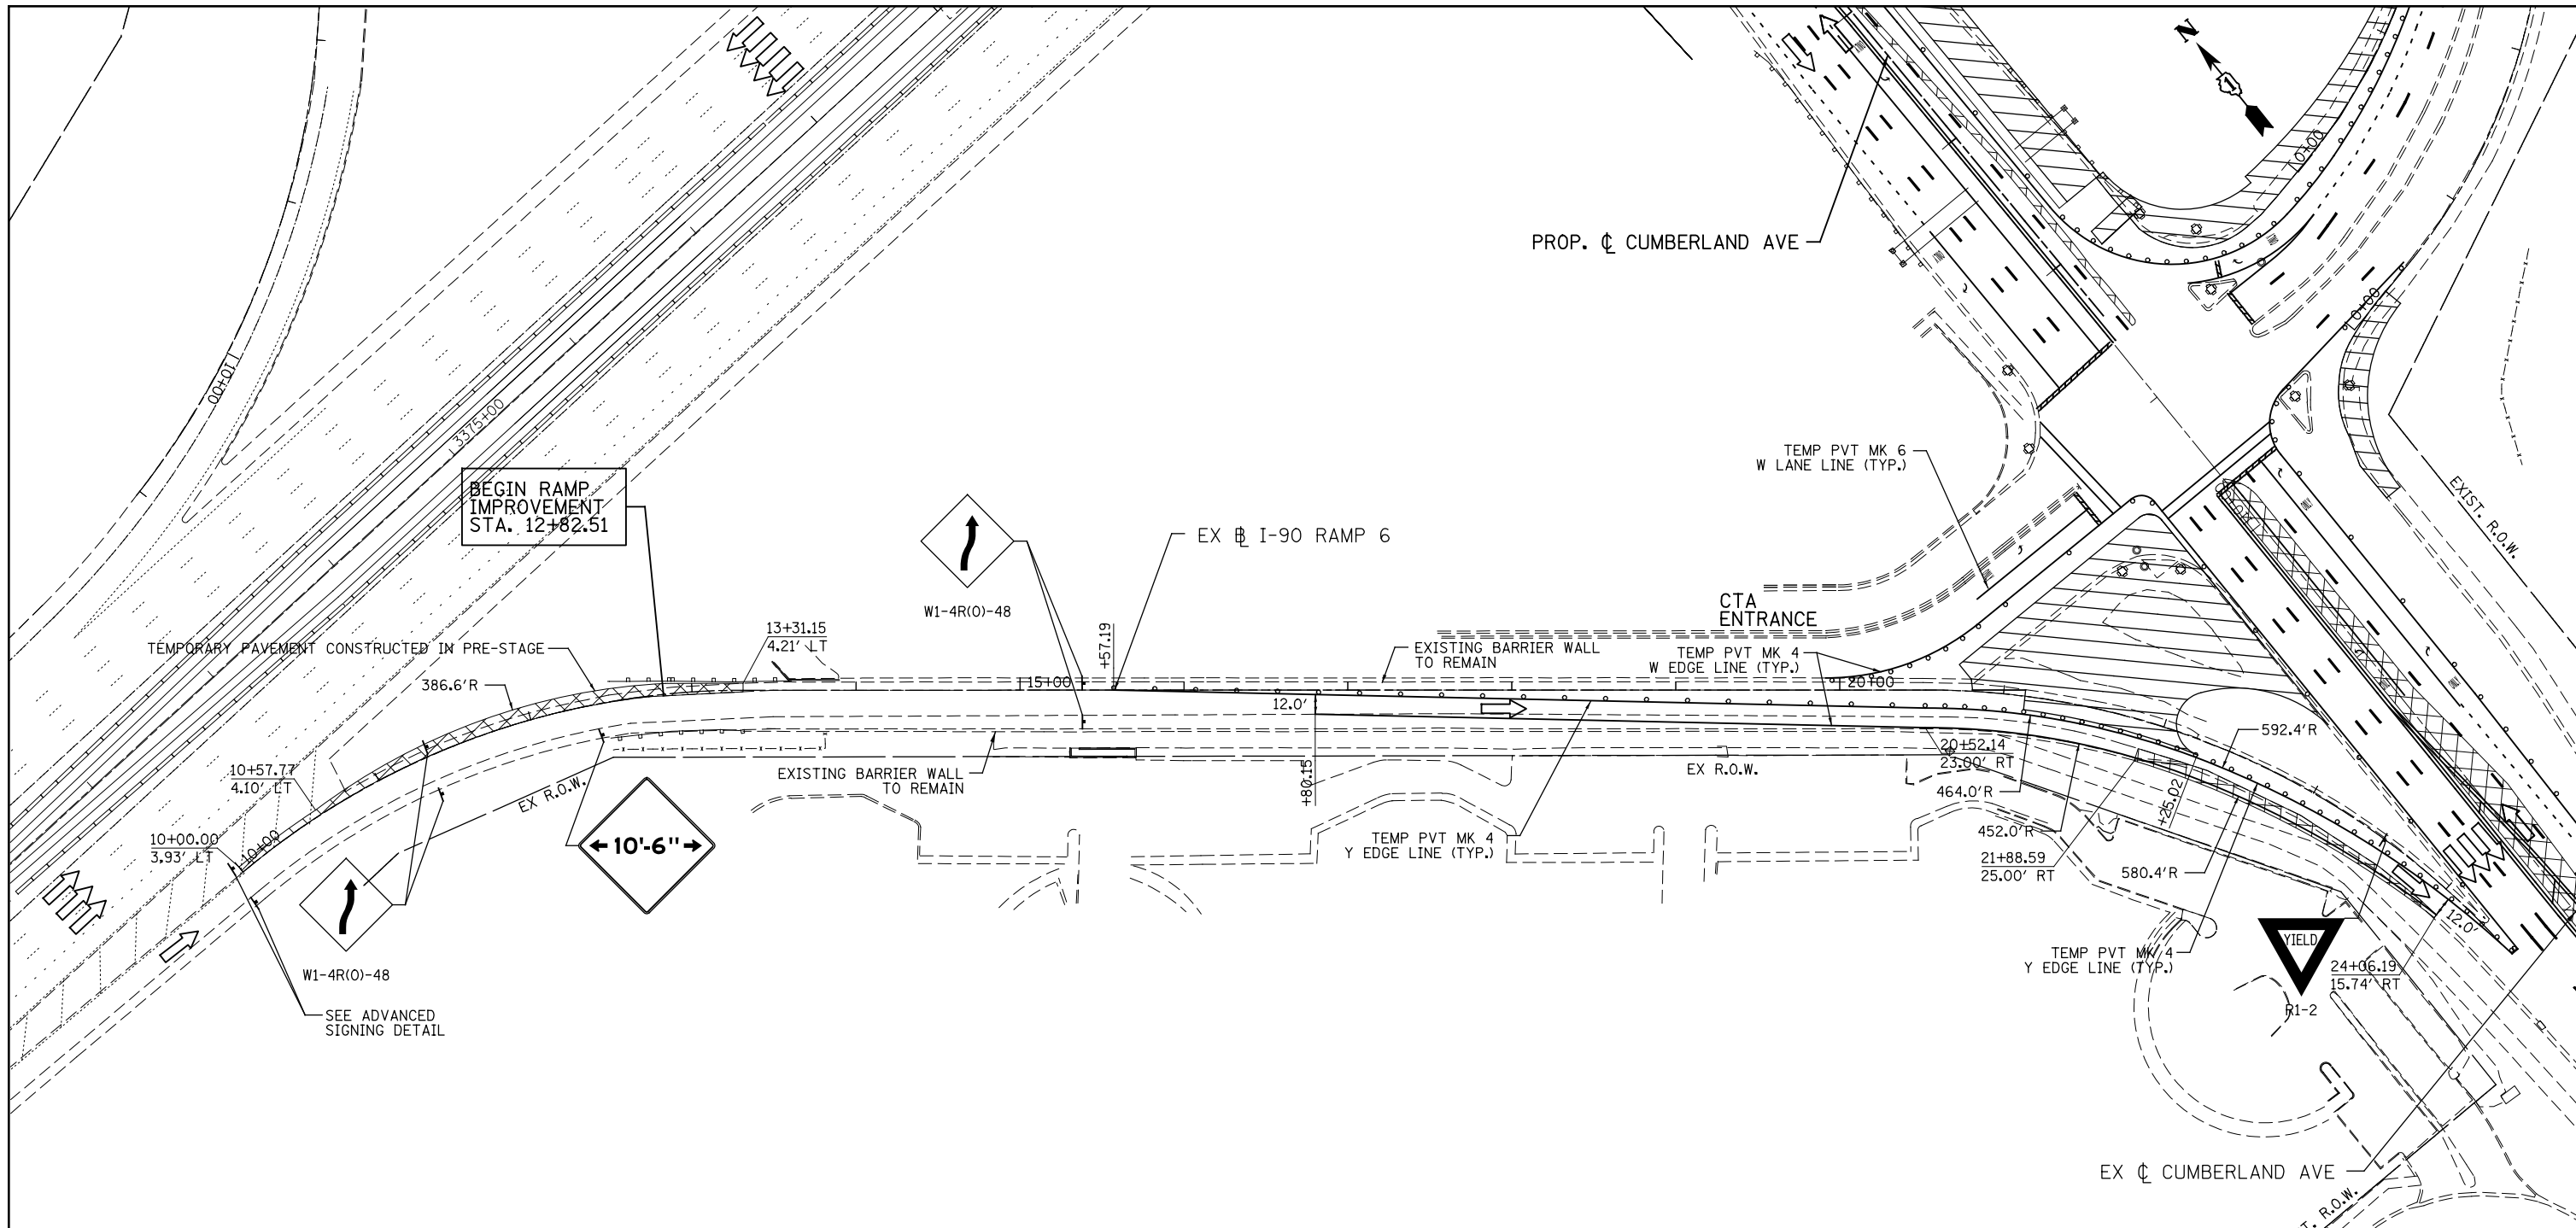 N
1
10+00
PROP. ℄ CUMBERLAND AVE
10+00
110+00
3375+00
TEMP PVT MK 6
W LANE LINE (TYP.)
EXIST. R.O.W.
BEGIN RAMP
IMPROVEMENT
STA. 12+82.51
EX B̲L I-90 RAMP 6
W1-4R(O)-48
CTA
ENTRANCE
13+31.15
4.21' LT
+57.19
TEMPORARY PAVEMENT CONSTRUCTED IN PRE-STAGE
EXISTING BARRIER WALL
TO REMAIN
TEMP PVT MK 4
W EDGE LINE (TYP.)
386.6'R
15+00
20+00
12.0'
592.4'R
10+57.77
4.10' LT
EXISTING BARRIER WALL
TO REMAIN
+80.15
EX R.O.W.
20+52.14
23.00' RT
464.0'R
EX R.O.W.
+25.02
10+00.00
3.93' LT
10+00
10'-6"
TEMP PVT MK 4
Y EDGE LINE (TYP.)
452.0'R
21+88.59
25.00' RT
580.4'R
12.0'
YIELD
TEMP PVT MK 4
Y EDGE LINE (TYP.)
24+06.19
15.74' RT
R1-2
W1-4R(O)-48
SEE ADVANCED
SIGNING DETAIL
EX ℄ CUMBERLAND AVE
T. R.O.W.